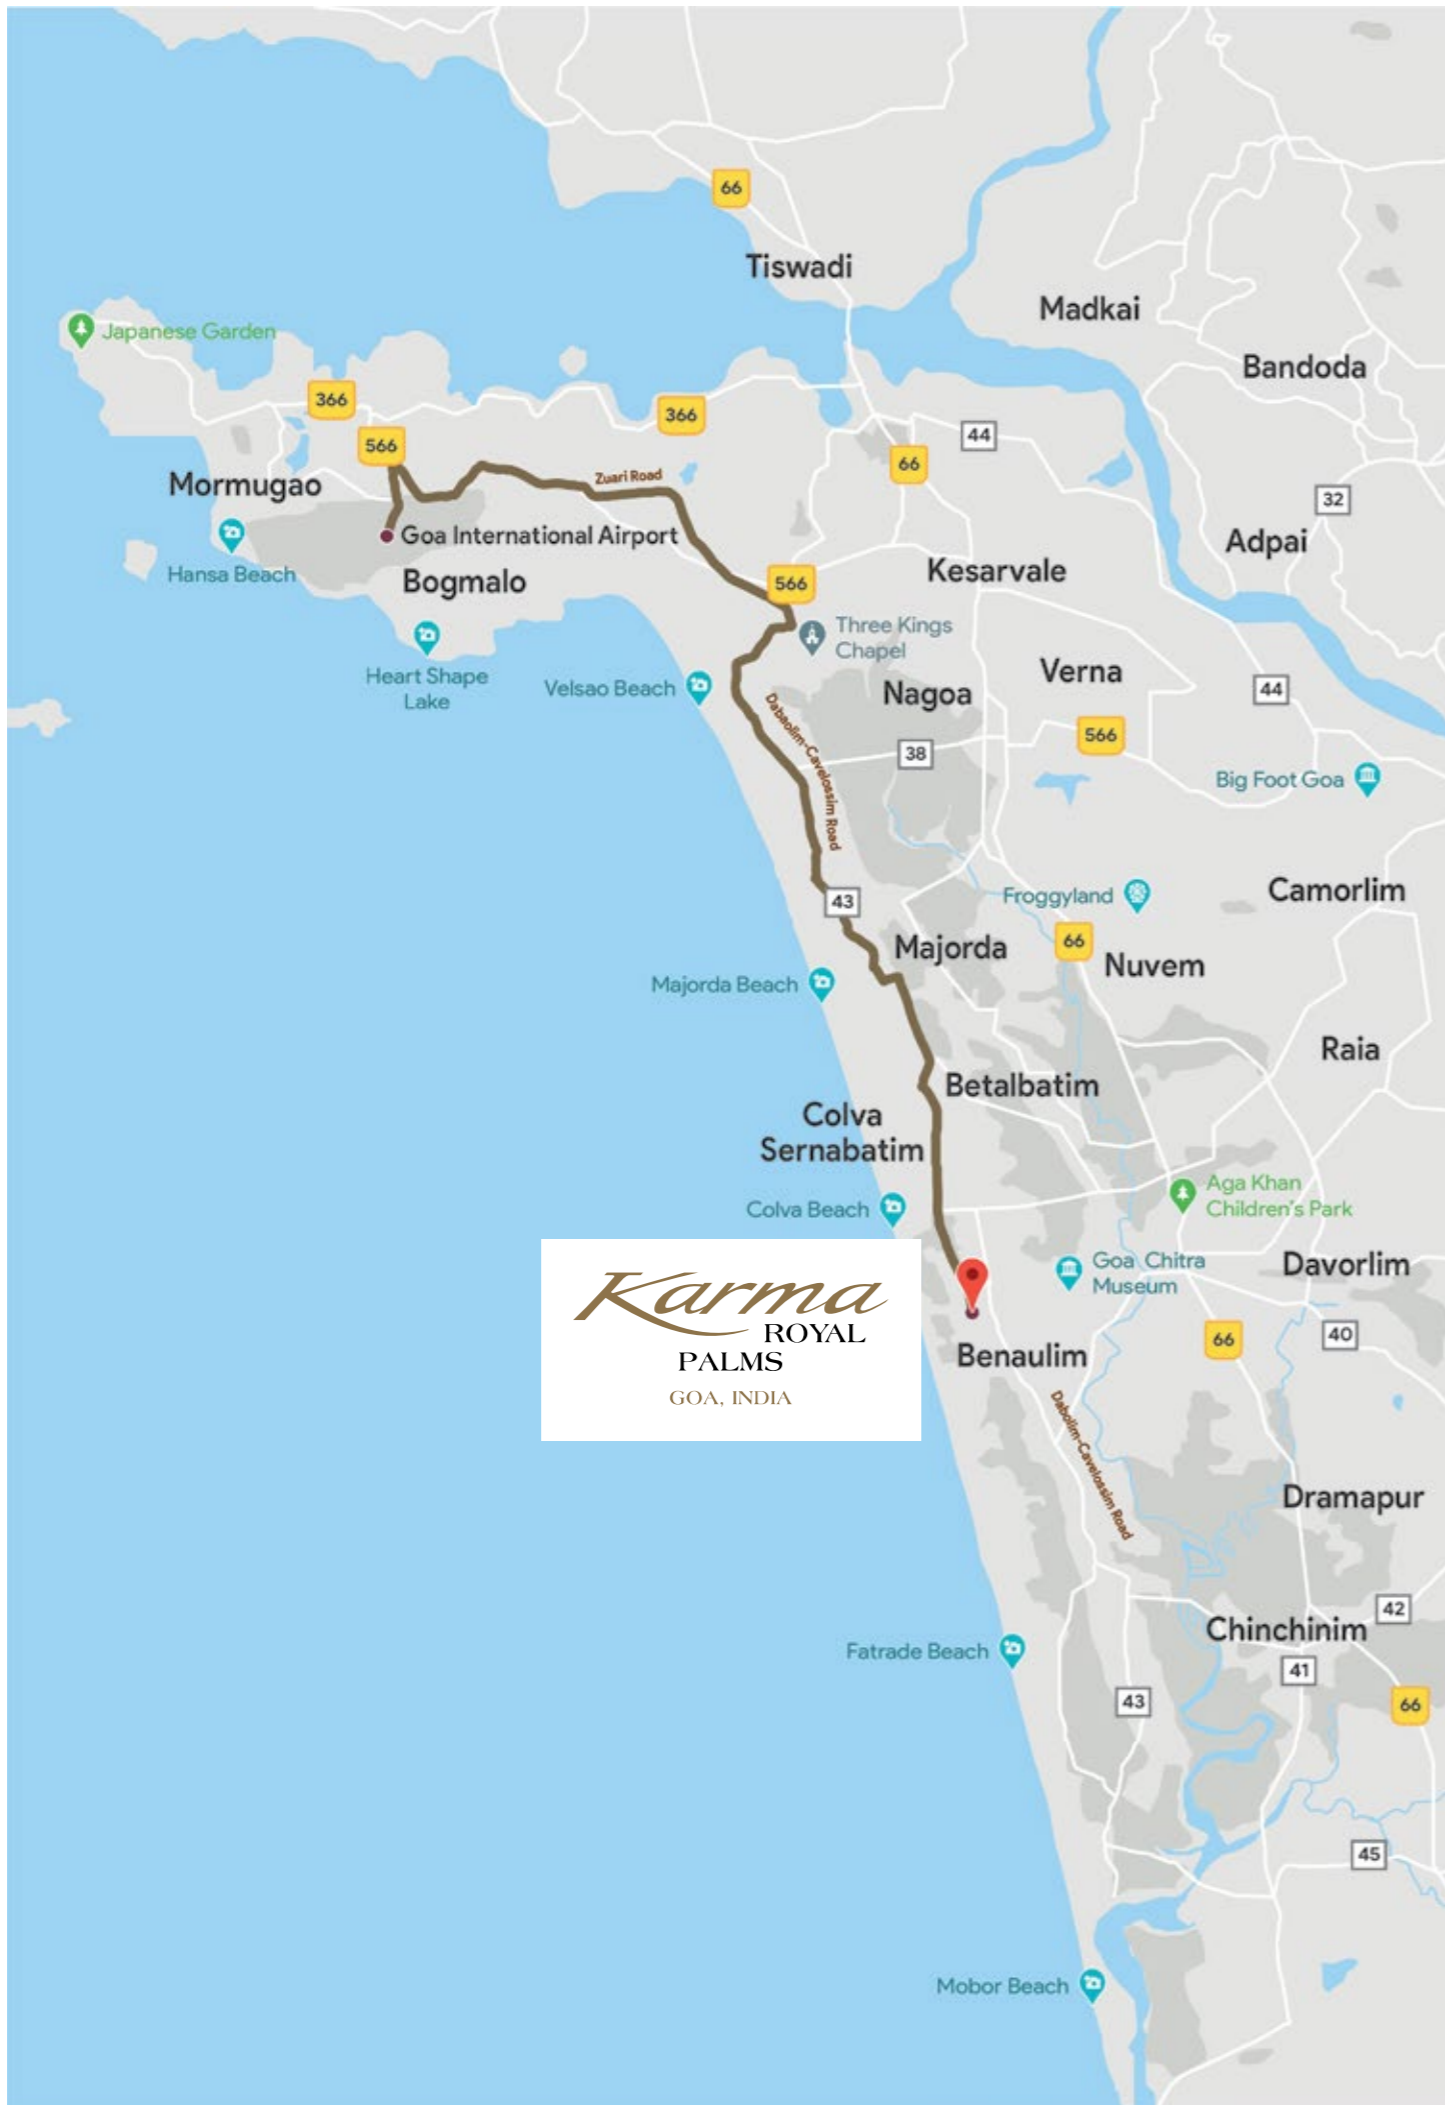 66
Tiswadi
Madkai
Japanese Garden
Bandoda
366
366
566
44
66
Zuari Road
Mormugao
32
Goa International Airport
Adpai
Hansa Beach
Bogmalo
Kesarvale
566
Three Kings
Chapel
Heart Shape
Lake
Velsao Beach
Nagoa
Verna
44
Dabaolim-Cavelossim Road
38
566
Big Foot Goa
43
Froggyland
Camorlim
Majorda
66
Nuvem
Majorda Beach
Raia
Betalbatim
Colva
Sernabatim
Aga Khan
Children's Park
Colva Beach
Goa Chitra
Museum
Davorlim
Karma
ROYAL
PALMS
GOA, INDIA
66
40
Benaulim
Dabolim-Cavelossim Road
Dramapur
42
Chinchinim
Fatrade Beach
41
43
66
45
Mobor Beach